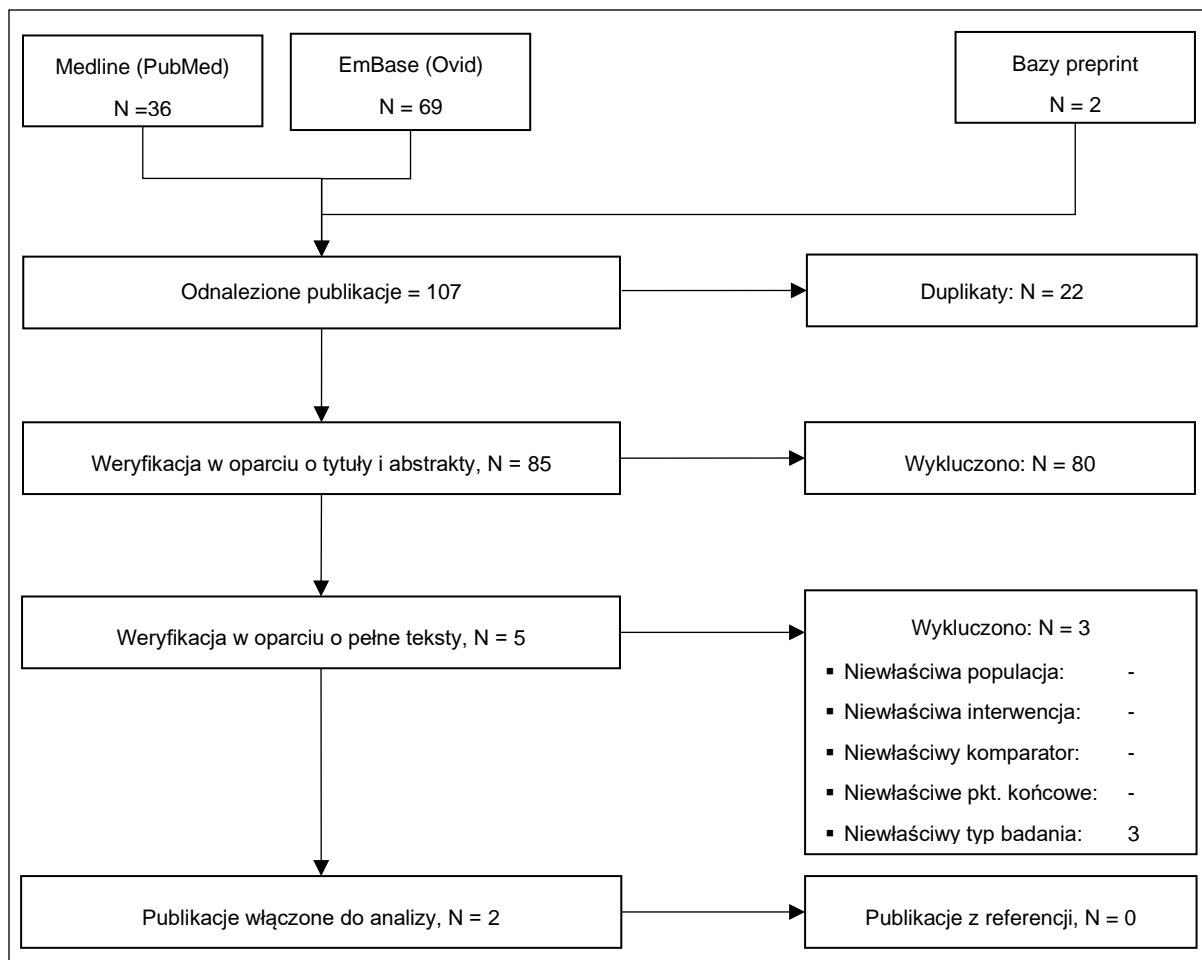 Medline (PubMed)
N =36
EmBase (Ovid)
N = 69
Bazy preprint
N = 2
Odnalezione publikacje = 107
Duplikaty: N = 22
Weryfikacja w oparciu o tytuły i abstrakty, N = 85
Wykluczono: N = 80
Weryfikacja w oparciu o pełne teksty, N = 5
Wykluczono: N = 3
▪ Niewłaściwa populacja: -
▪ Niewłaściwa interwencja: -
▪ Niewłaściwy komparator: -
▪ Niewłaściwe pkt. końcowe: -
▪ Niewłaściwy typ badania: 3
Publikacje włączone do analizy, N = 2
Publikacje z referencji, N = 0